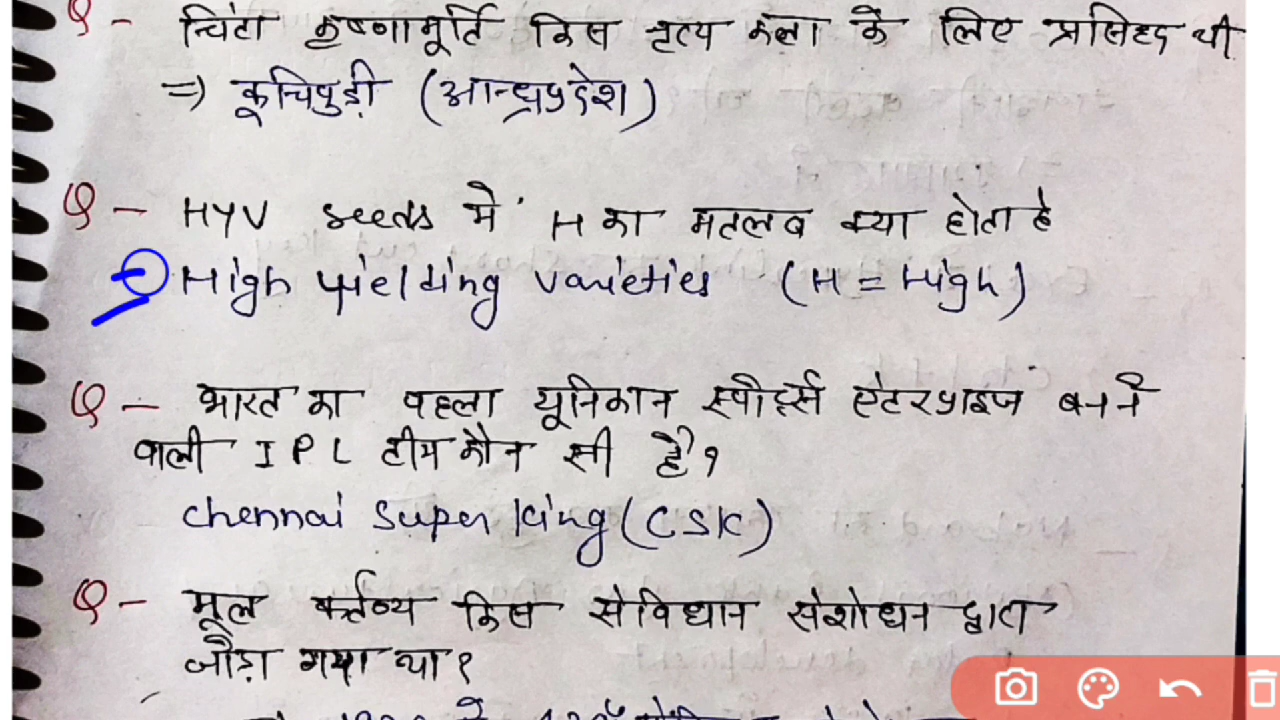 Q - चिंता कृष्णामूर्ति किस नृत्य कला के लिए प्रसिद्द थी
=> कूचिपुड़ी (आन्ध्रप्रदेश)
Q - HYV seeds मे H का मतलब क्या होता है
High yielding varieties (H = High)
Q - भारत का पहला यूनिकान स्पोर्ट्स ऐटरप्राइज बनने
वाली IPL टीम कौन सी है?
Chennai Super King (CSK)
Q - मूल कर्तव्य किस संविधान संशोधन द्वारा
जोड़ा गया था?